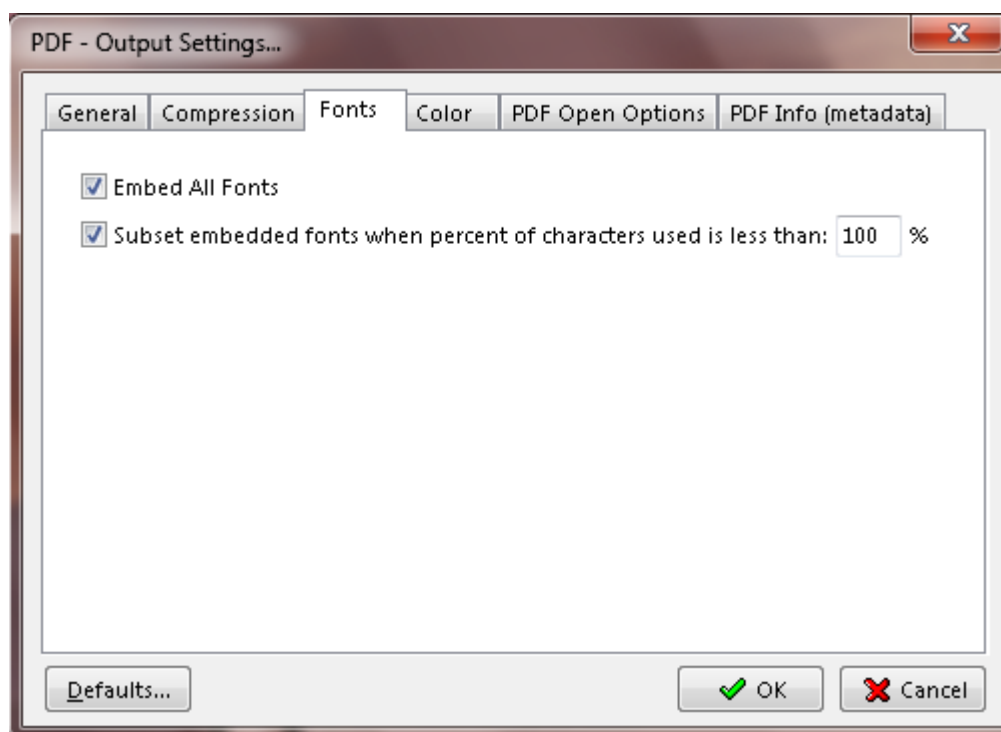 PDF - Output Settings...
General Compression Fonts Color PDF Open Options PDF Info (metadata)
Embed All Fonts
Subset embedded fonts when percent of characters used is less than: 100 %
Defaults... OK Cancel